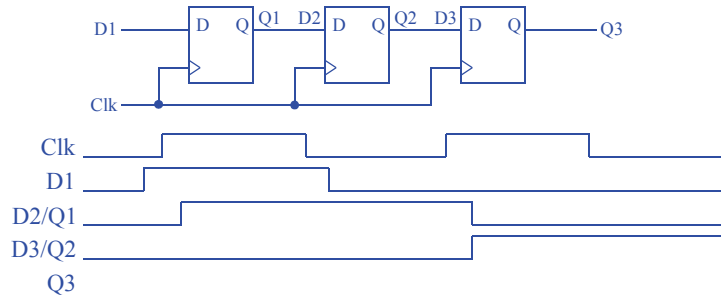 D1 D Q Q1 D2 D Q Q2 D3 D Q Q3
Clk
Clk
D1
D2/Q1
D3/Q2
Q3